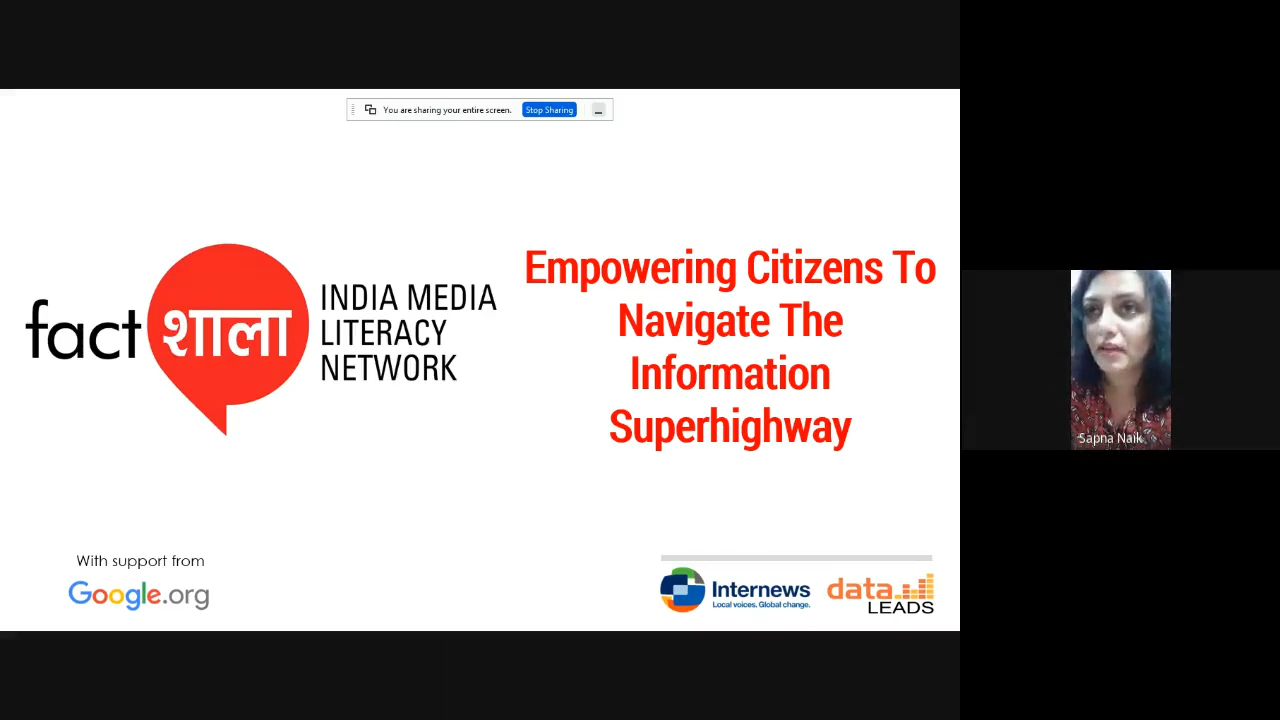 You are sharing your entire screen.
Stop Sharing
fact शाला
INDIA MEDIA
LITERACY
NETWORK
Empowering Citizens To
Navigate The
Information
Superhighway
Sapna Naik
With support from
Google.org
Internews
Local voices. Global change.
data
LEADS